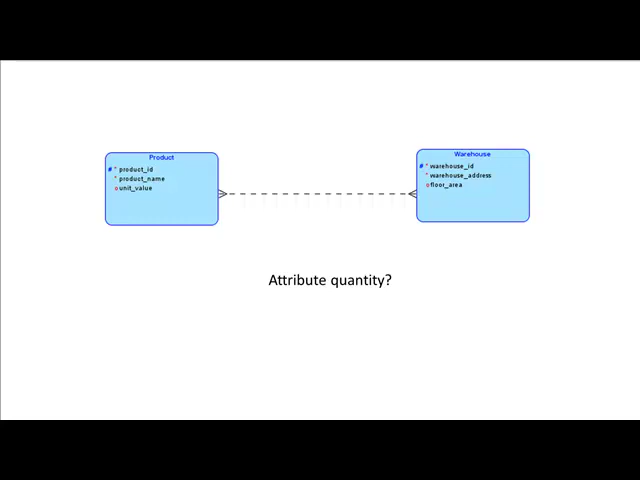 Product
# * product_id
* product_name
o unit_value
Warehouse
# * warehouse_id
* warehouse_address
o floor_area
Attribute quantity?